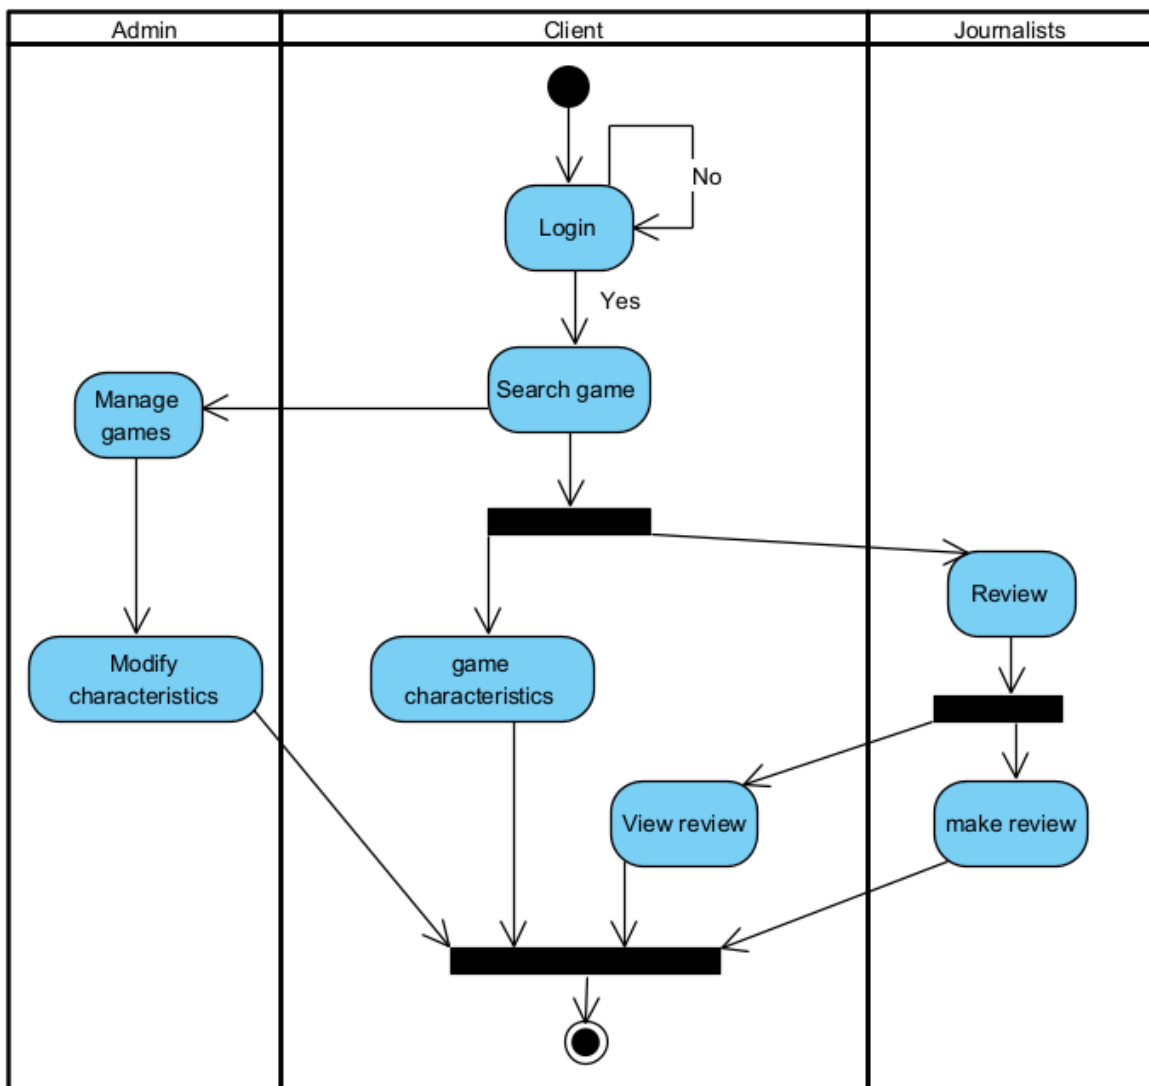 Admin
Client
Journalists
No
Login
Yes
Search game
Manage
games
Review
Modify
characteristics
game
characteristics
View review
make review